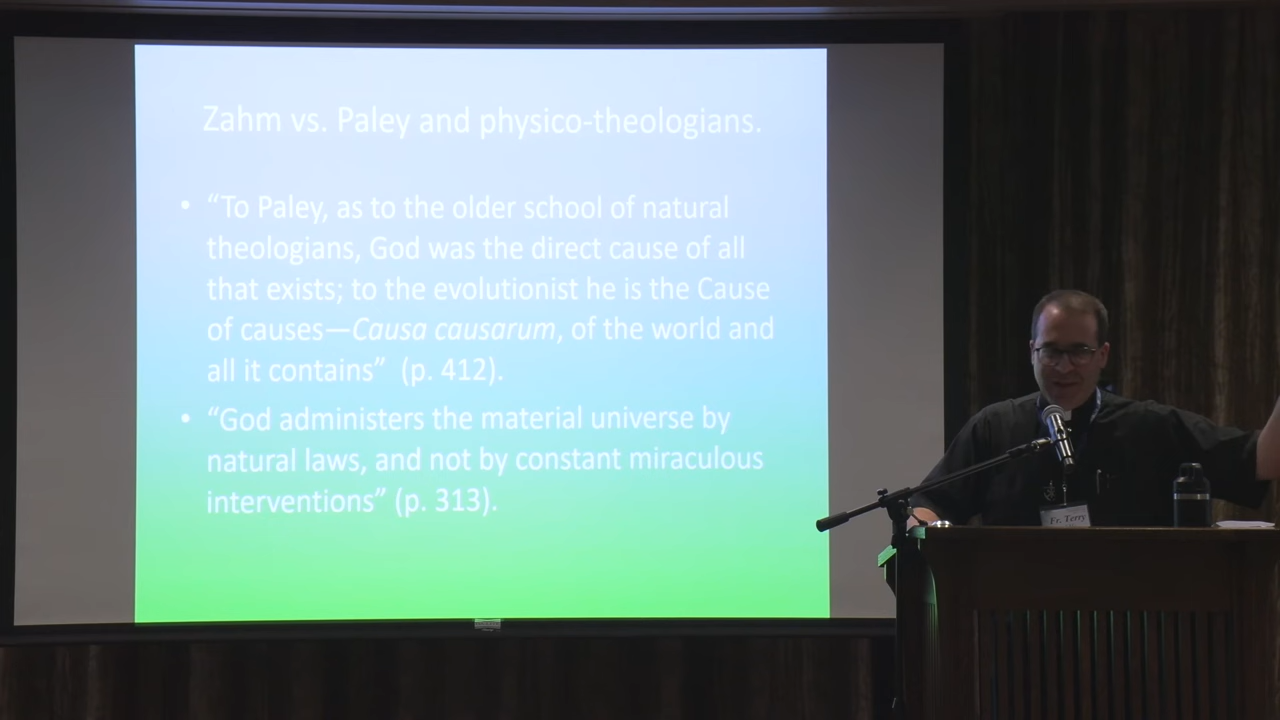 Zahm vs. Paley and physico-theologians.
• “To Paley, as to the older school of natural
theologians, God was the direct cause of all
that exists; to the evolutionist he is the Cause
of causes—Causa causarum, of the world and
all it contains” (p. 412).
• “God administers the material universe by
natural laws, and not by constant miraculous
interventions” (p. 313).
Fr. Terry